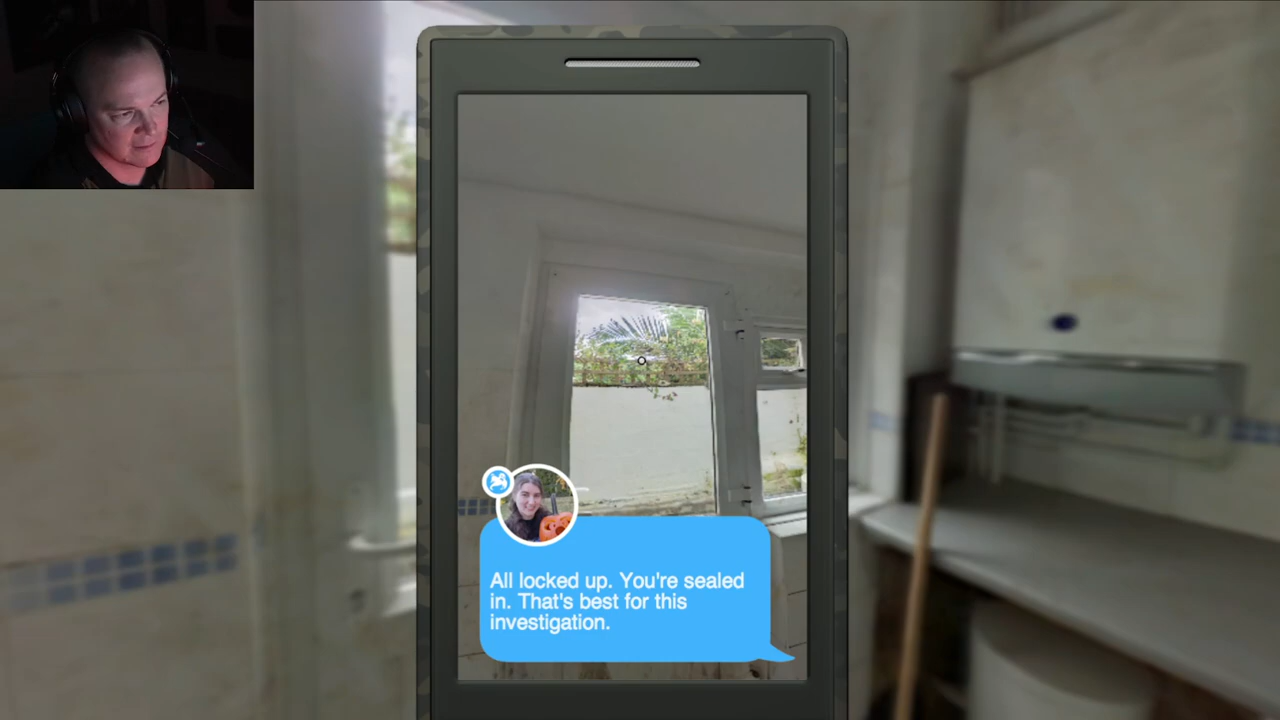 All locked up. You're sealed
in. That's best for this
investigation.